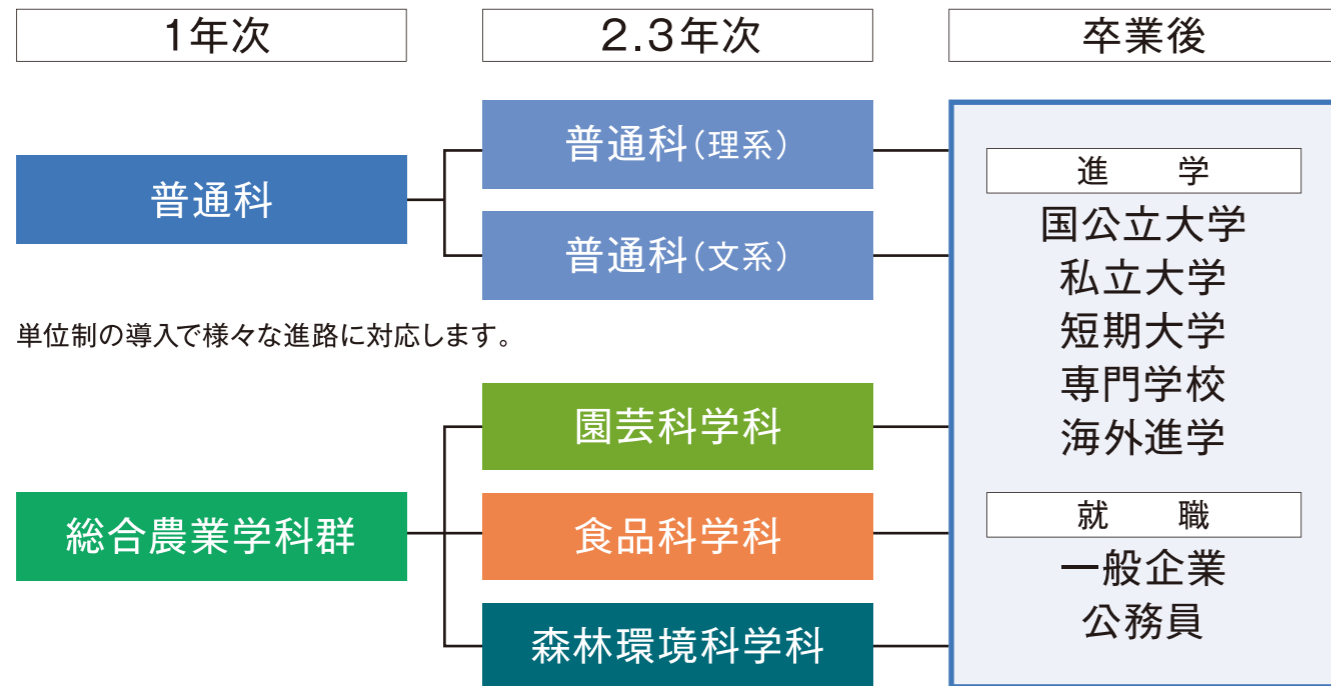 1年次
2.3年次
卒業後
普通科
普通科(理系)
普通科(文系)
単位制の導入で様々な進路に対応します。
総合農業学科群
園芸科学科
食品科学科
森林環境科学科
進 学
国公立大学
私立大学
短期大学
専門学校
海外進学
就 職
一般企業
公務員